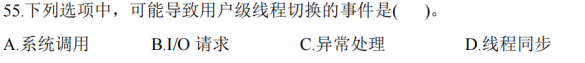 55.下列选项中，可能导致用户级线程切换的事件是(　　)。
A.系统调用　　B.I/O 请求　　C.异常处理　　D.线程同步